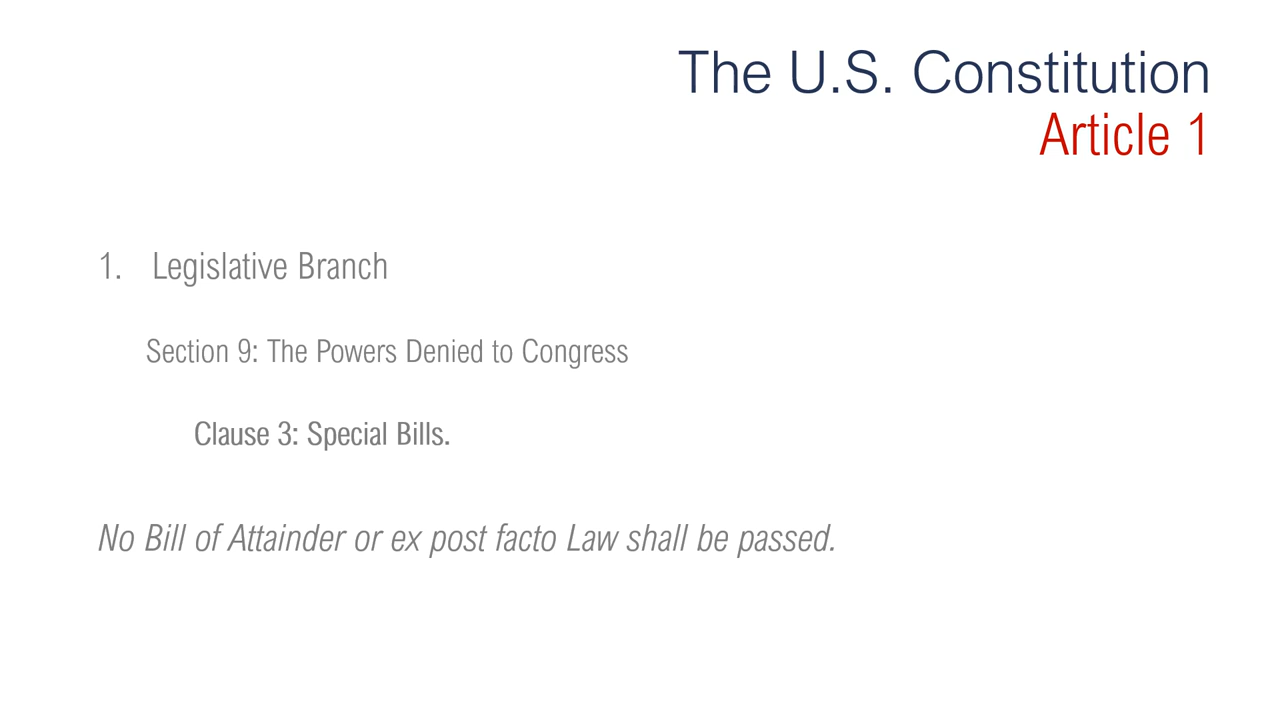 The U.S. Constitution
Article 1
1. Legislative Branch
Section 9: The Powers Denied to Congress
Clause 3: Special Bills.
No Bill of Attainder or ex post facto Law shall be passed.